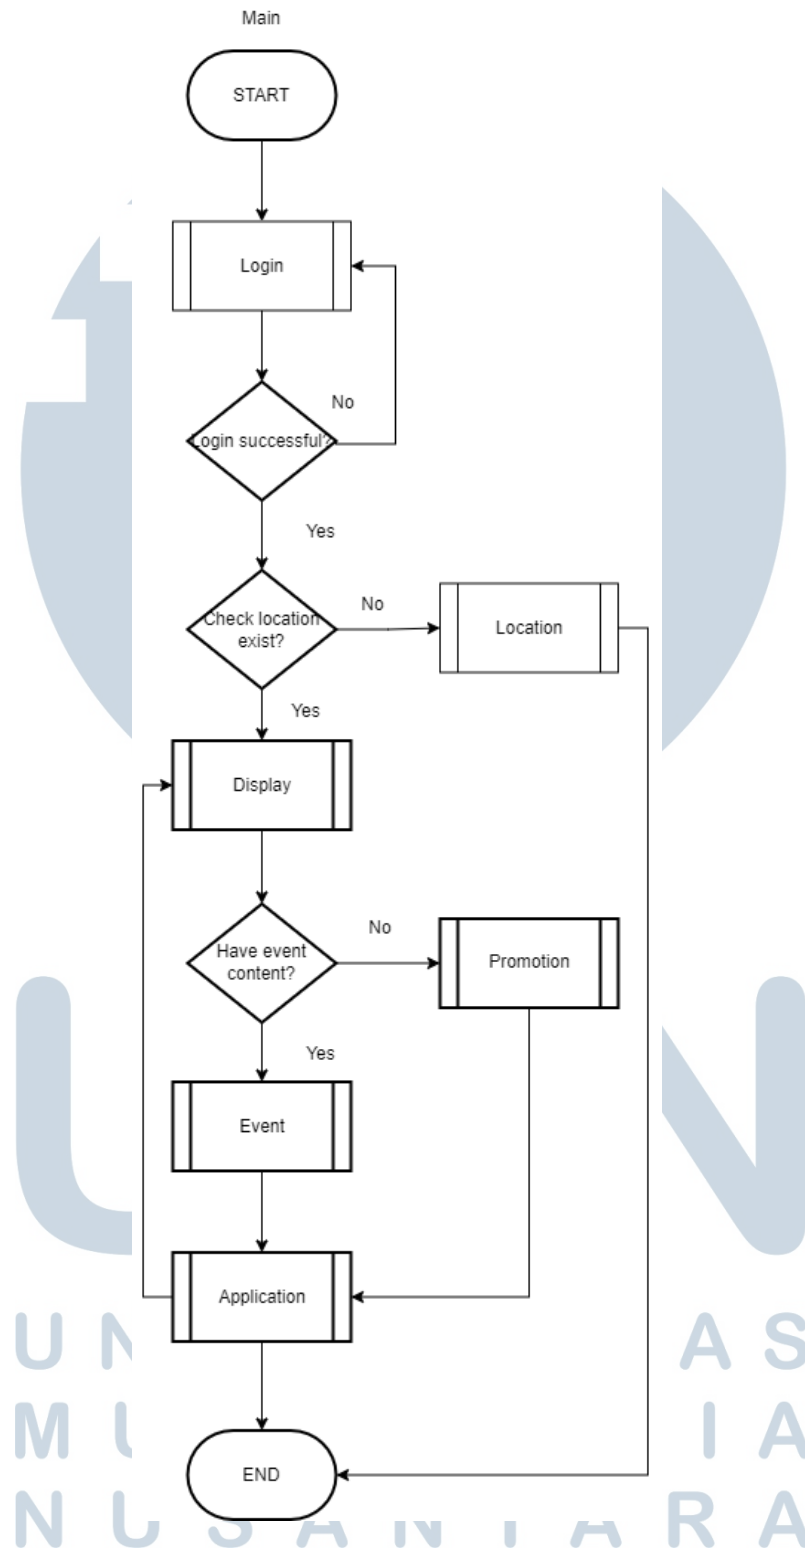 Main
START
Login
No
Login successful?
Yes
Check location
exist?
No
Location
Yes
Display
Have event
content?
No
Promotion
Yes
Event
Application
END
U N AS
M U I A
N U S A N T A R A